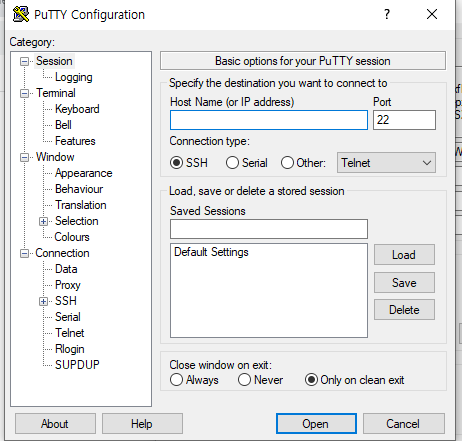 PuTTY Configuration
Category:
Session
Logging
Terminal
Keyboard
Bell
Features
Window
Appearance
Behaviour
Translation
Selection
Colours
Connection
Data
Proxy
SSH
Serial
Telnet
Rlogin
SUPDUP
Basic options for your PuTTY session
Specify the destination you want to connect to
Host Name (or IP address) Port
22
Connection type:
SSH Serial Other: Telnet
Load, save or delete a stored session
Saved Sessions
Default Settings
Load
Save
Delete
Close window on exit:
Always Never Only on clean exit
About Help Open Cancel